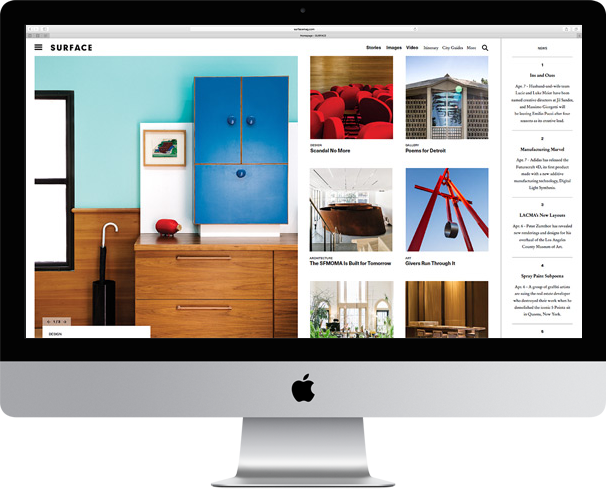 surfacemag.com
Homepage - SURFACE
SURFACE
Stories Images Video Itinerary City Guides More
NEWS
1
Ins and Outs
Apr. 7 - Husband-and-wife team
Lucie and Luke Meier have been
named creative directors at Jil Sander,
and Massimo Giorgetti will
be leaving Emilio Pucci after four
seasons as its creative lead.
2
Manufacturing Marvel
Apr. 7 - Adidas has released the
Futurecraft 4D, its first product
made with a new additive
manufacturing technology, Digital
Light Synthesis.
3
LACMA's New Layouts
Apr. 6 - Peter Zumthor has revealed
new renderings and designs for his
overhaul of the Los Angeles
County Museum of Art.
4
Spray Paint Subpoena
Apr. 6 - A group of graffiti artists
are suing the real estate developer
who destroyed their work when he
demolished the iconic 5 Pointz site
in Queens, New York.
5
DESIGN
Scandal No More
GALLERY
Poems for Detroit
ARCHITECTURE
The SFMOMA Is Built for Tomorrow
ART
Givers Run Through It
1 / 5
DESIGN